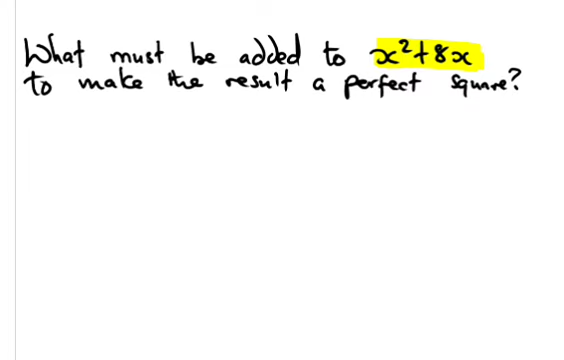 What must be added to x²+8x
to make the result a perfect square?